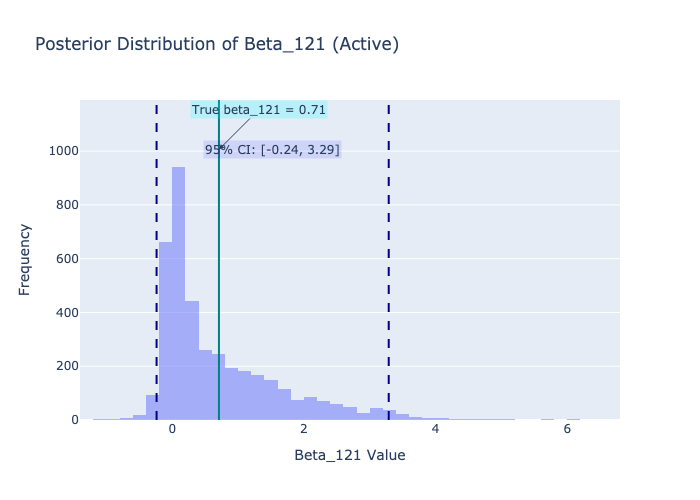 Posterior Distribution of Beta_121 (Active)
True beta_121 = 0.71
95% CI: [-0.24, 3.29]
1000
800
600
400
200
0
Frequency
0
2
4
6
Beta_121 Value